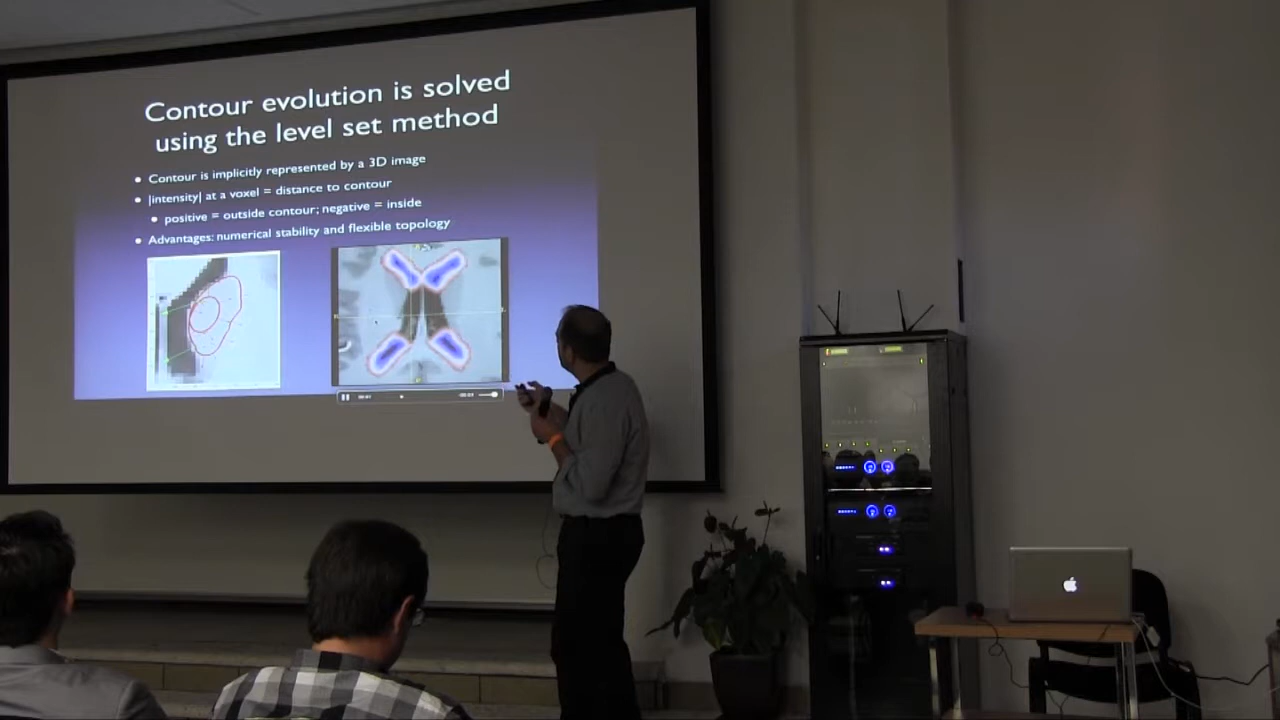 Contour evolution is solved
using the level set method
• Contour is implicitly represented by a 3D image
• |intensity| at a voxel = distance to contour
• positive = outside contour; negative = inside
• Advantages: numerical stability and flexible topology